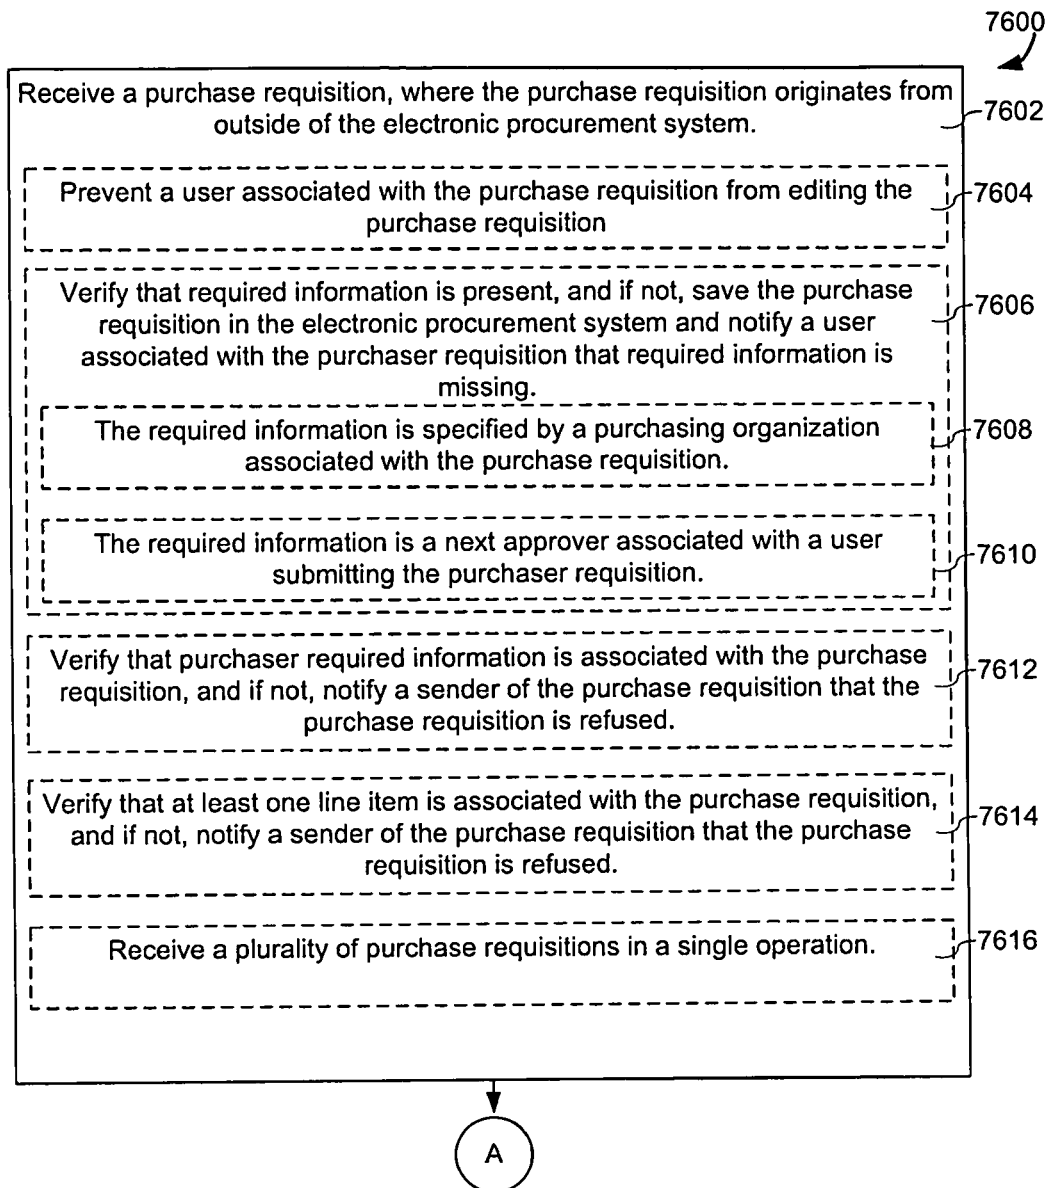 7600
Receive a purchase requisition, where the purchase requisition originates from
outside of the electronic procurement system.
7602
Prevent a user associated with the purchase requisition from editing the
purchase requisition
7604
Verify that required information is present, and if not, save the purchase
requisition in the electronic procurement system and notify a user
associated with the purchaser requisition that required information is
missing.
7606
The required information is specified by a purchasing organization
associated with the purchase requisition.
7608
The required information is a next approver associated with a user
submitting the purchaser requisition.
7610
Verify that purchaser required information is associated with the purchase
requisition, and if not, notify a sender of the purchase requisition that the
purchase requisition is refused.
7612
Verify that at least one line item is associated with the purchase requisition,
and if not, notify a sender of the purchase requisition that the purchase
requisition is refused.
7614
Receive a plurality of purchase requisitions in a single operation.
7616
A